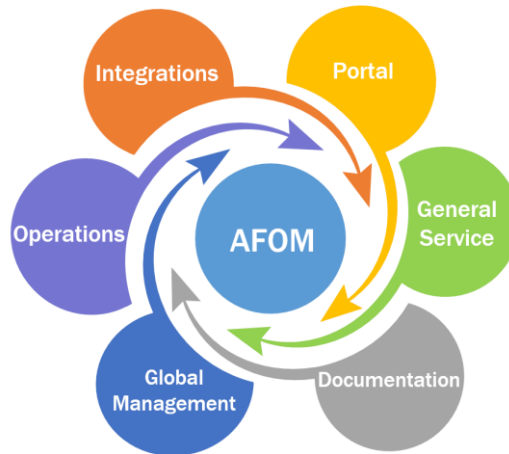 Integrations
Portal
Operations
AFOM
General
Service
Global
Management
Documentation